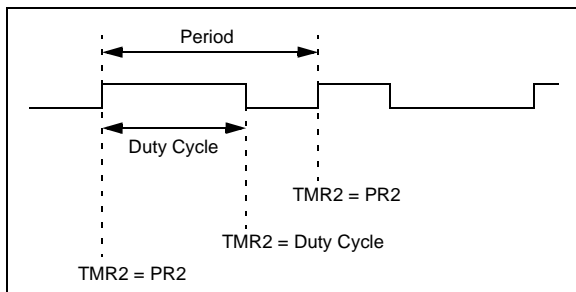 Period
Duty Cycle
TMR2 = PR2
TMR2 = Duty Cycle
TMR2 = PR2